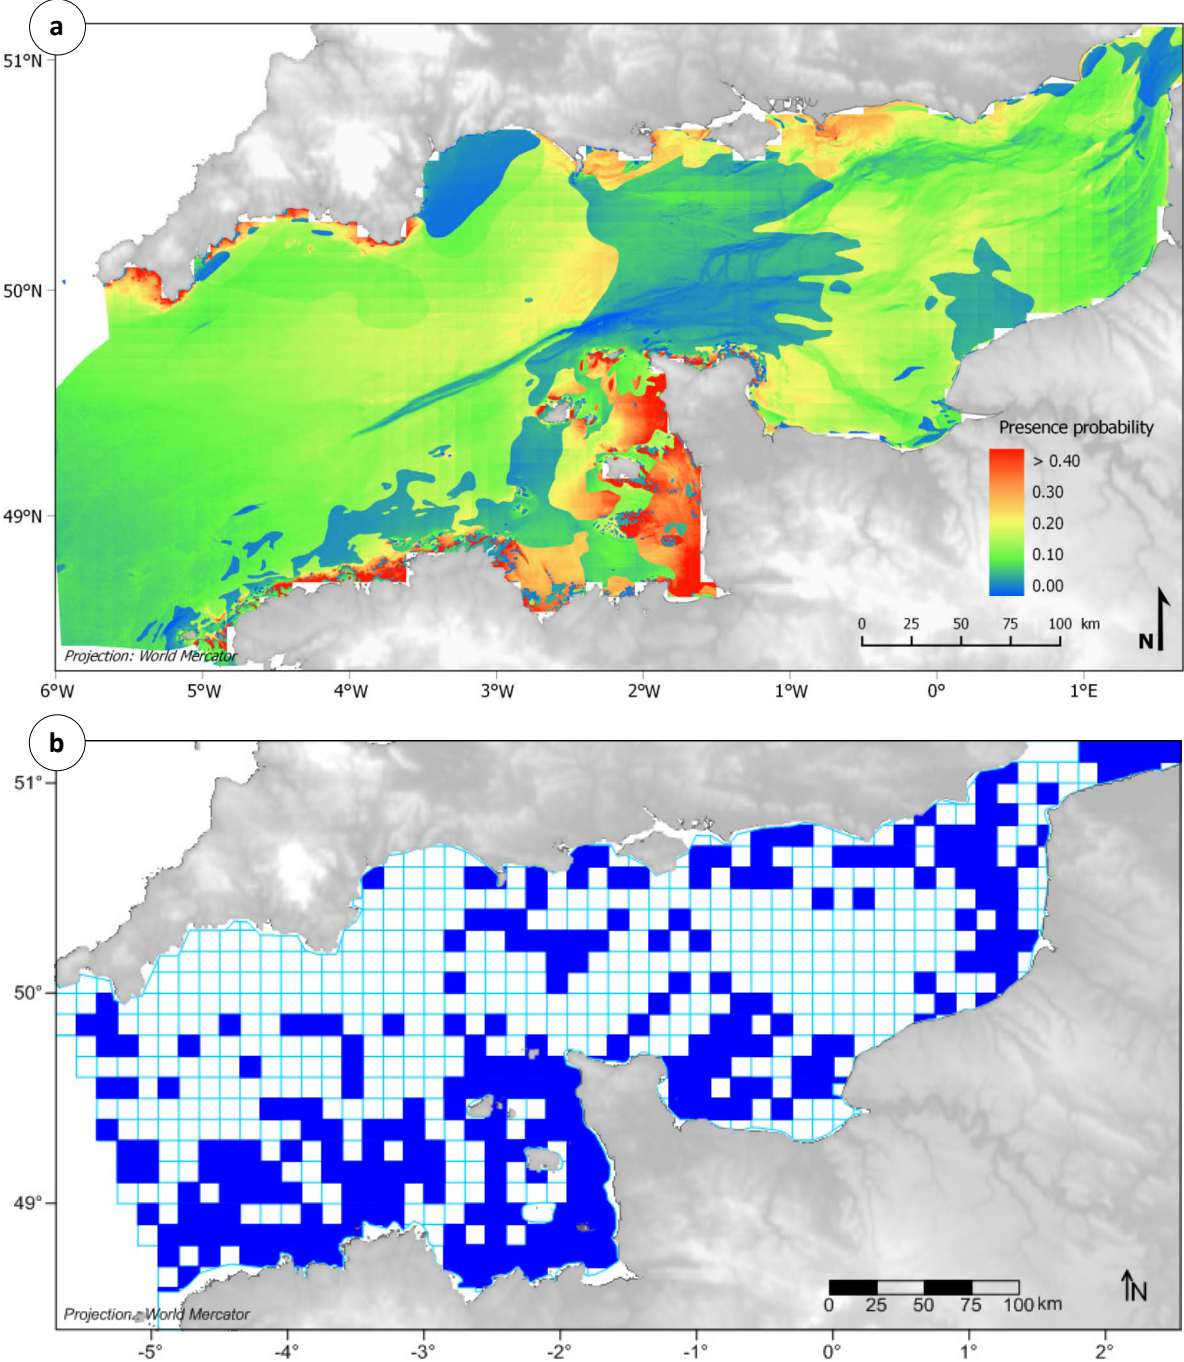 a
51°N
50°N
49°N
Presence probability
> 0.40
0.30
0.20
0.10
0.00
0 25 50 75 100 km
N
Projection: World Mercator
6°W 5°W 4°W 3°W 2°W 1°W 0° 1°E
b
51°
50°
49°
0 25 50 75 100 km
N
Projection: World Mercator
-5° -4° -3° -2° -1° 0° 1° 2°